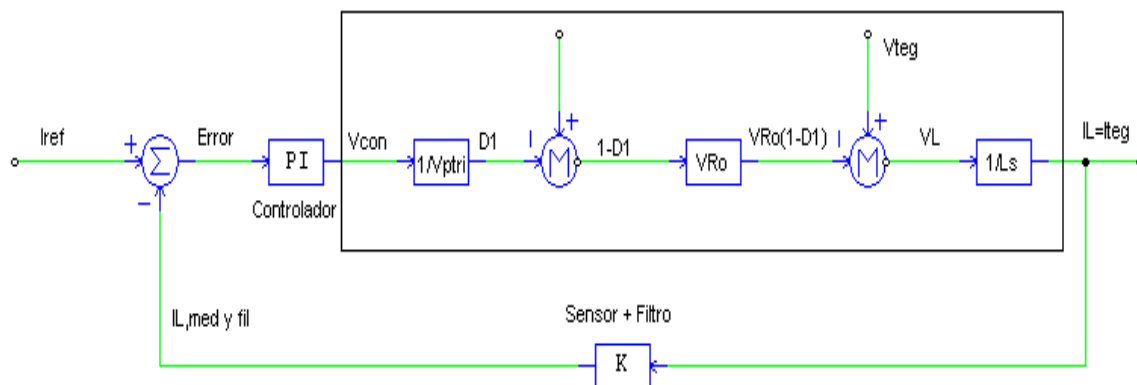 Vteg
Iref
+
Error
PI
Vcon
1/Vptri
D1
+
1-D1
VRo
VRo(1-D1)
+
VL
1/Ls
IL=Iteg
Σ
−
Controlador
IL,med y fil
Sensor + Filtro
K